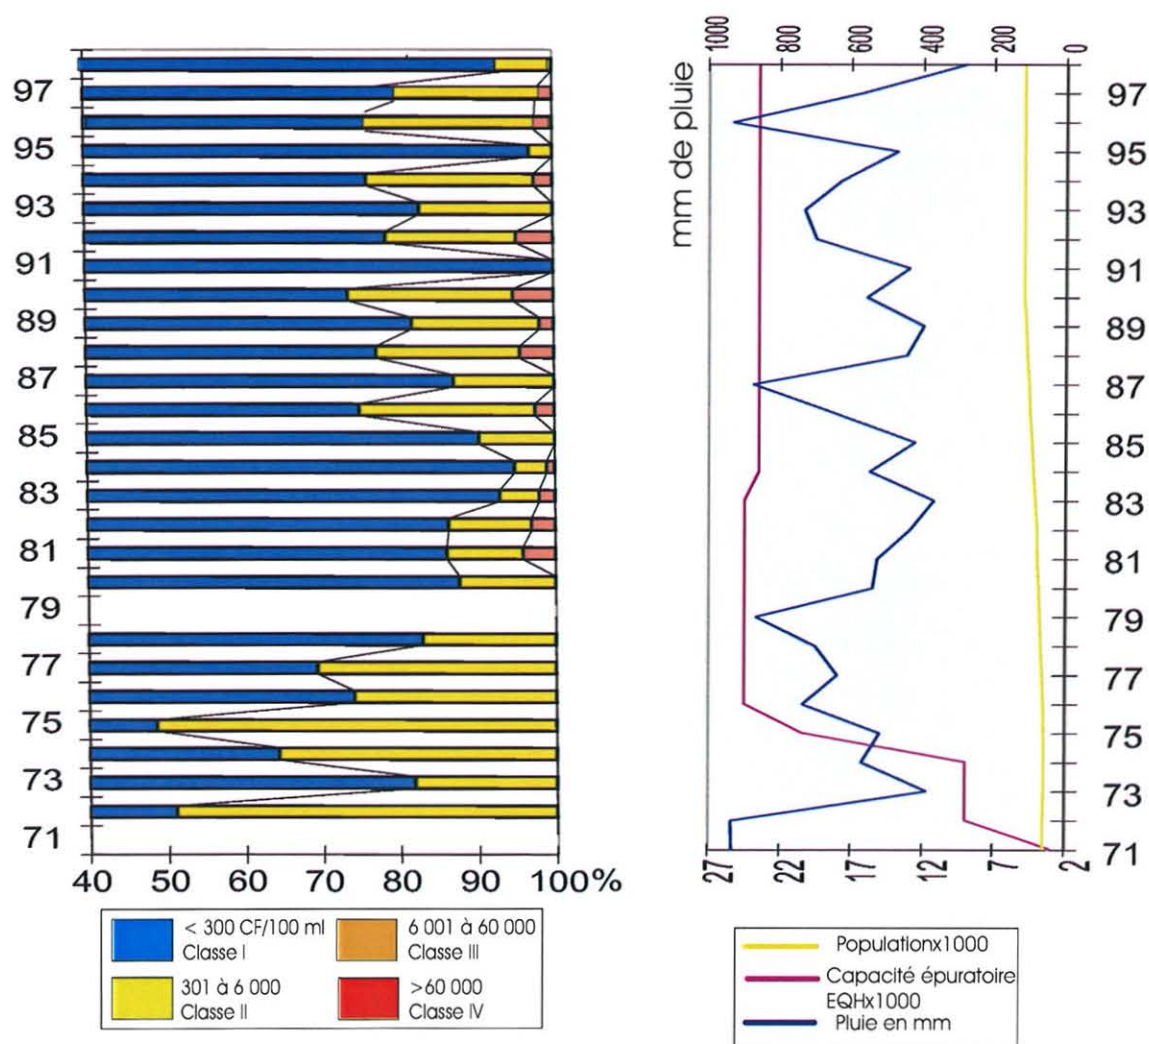 97
95
93
91
89
87
85
83
81
79
77
75
73
71
40 50 60 70 80 90 100%
< 300 CF/100 ml
Classe I
6 001 à 60 000
Classe III
301 à 6 000
Classe II
>60 000
Classe IV
1000 800 600 400 200 0
mm de pluie
97
95
93
91
89
87
85
83
81
79
77
75
73
71
27 22 17 12 7 2
Populationx1000
Capacité épuratoire
EQHx1000
Pluie en mm